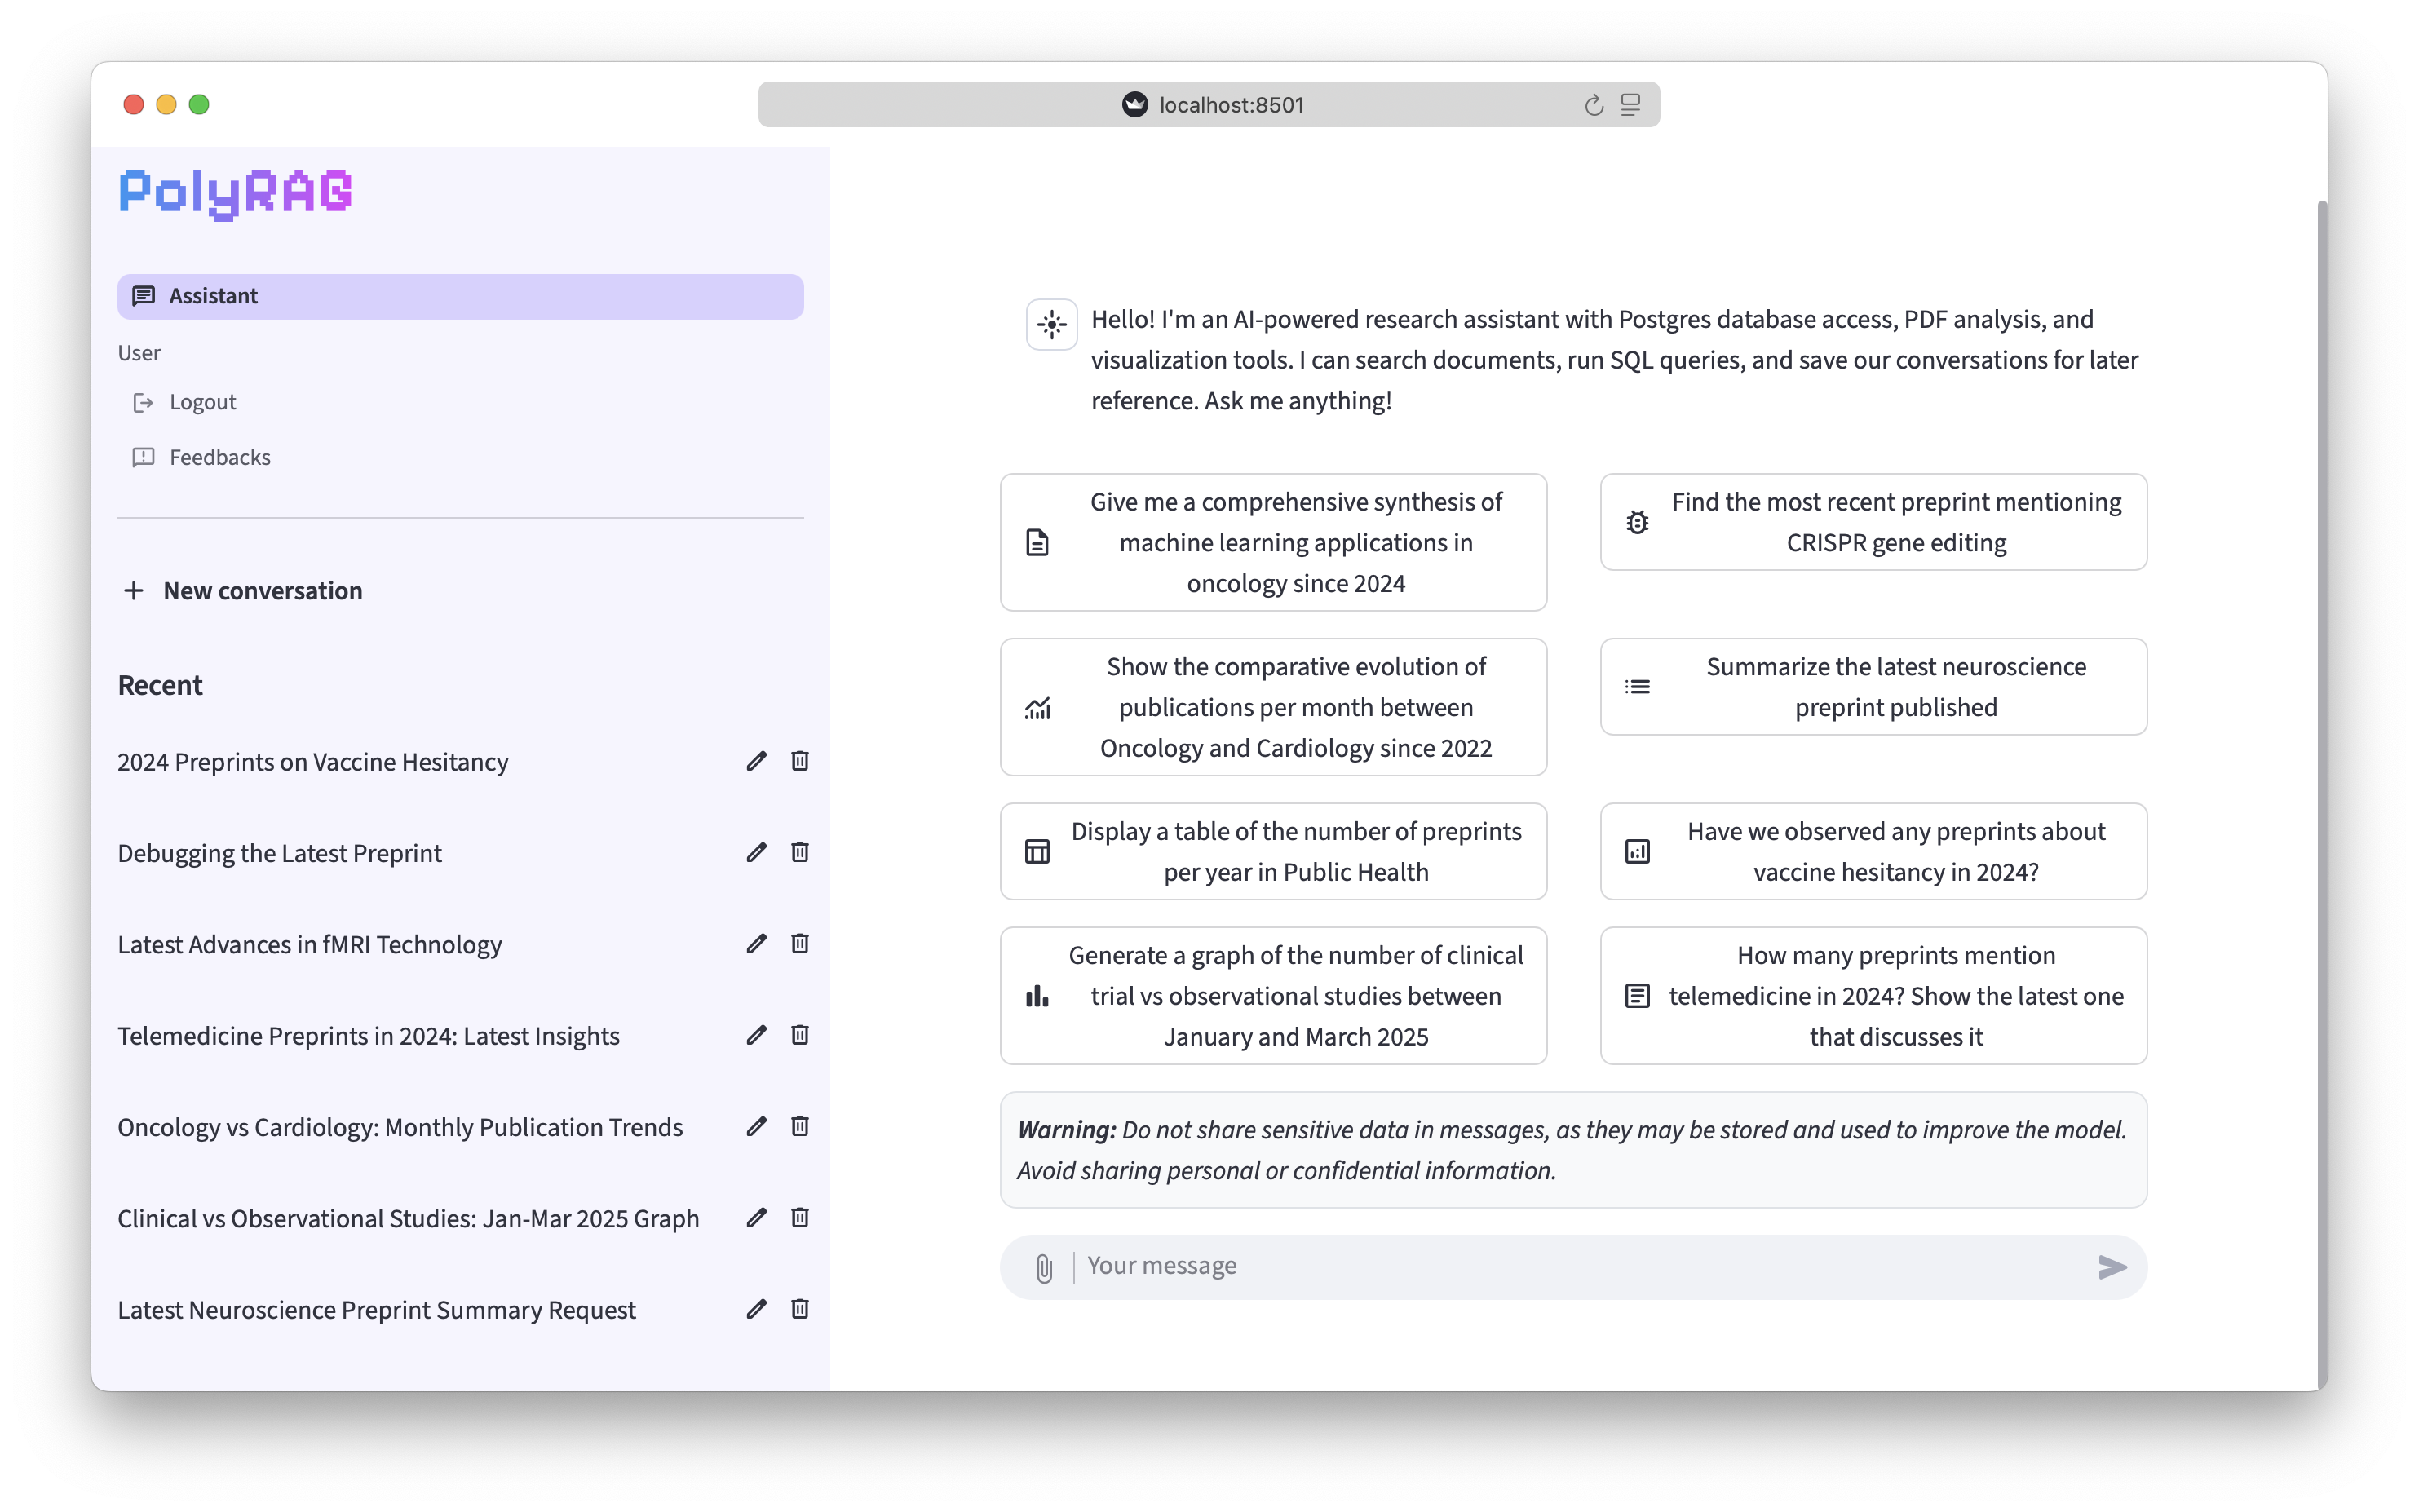 localhost:8501
PolyRAG
Assistant
User
Logout
Feedbacks
New conversation
Recent
2024 Preprints on Vaccine Hesitancy
Debugging the Latest Preprint
Latest Advances in fMRI Technology
Telemedicine Preprints in 2024: Latest Insights
Oncology vs Cardiology: Monthly Publication Trends
Clinical vs Observational Studies: Jan-Mar 2025 Graph
Latest Neuroscience Preprint Summary Request
Hello! I'm an AI-powered research assistant with Postgres database access, PDF analysis, and
visualization tools. I can search documents, run SQL queries, and save our conversations for later
reference. Ask me anything!
Give me a comprehensive synthesis of
machine learning applications in
oncology since 2024
Find the most recent preprint mentioning
CRISPR gene editing
Show the comparative evolution of
publications per month between
Oncology and Cardiology since 2022
Summarize the latest neuroscience
preprint published
Display a table of the number of preprints
per year in Public Health
Have we observed any preprints about
vaccine hesitancy in 2024?
Generate a graph of the number of clinical
trial vs observational studies between
January and March 2025
How many preprints mention
telemedicine in 2024? Show the latest one
that discusses it
Warning: Do not share sensitive data in messages, as they may be stored and used to improve the model.
Avoid sharing personal or confidential information.
Your message